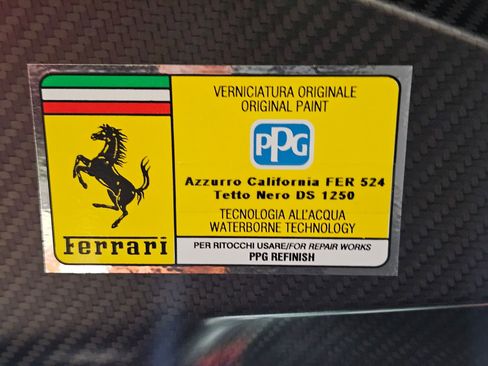 Ferrari
VERNICIATURA ORIGINALE
ORIGINAL PAINT
PPG
Azzurro California FER 524
Tetto Nero DS 1250
TECNOLOGIA ALL'ACQUA
WATERBORNE TECHNOLOGY
PER RITOCCHI USARE/FOR REPAIR WORKS
PPG REFINISH